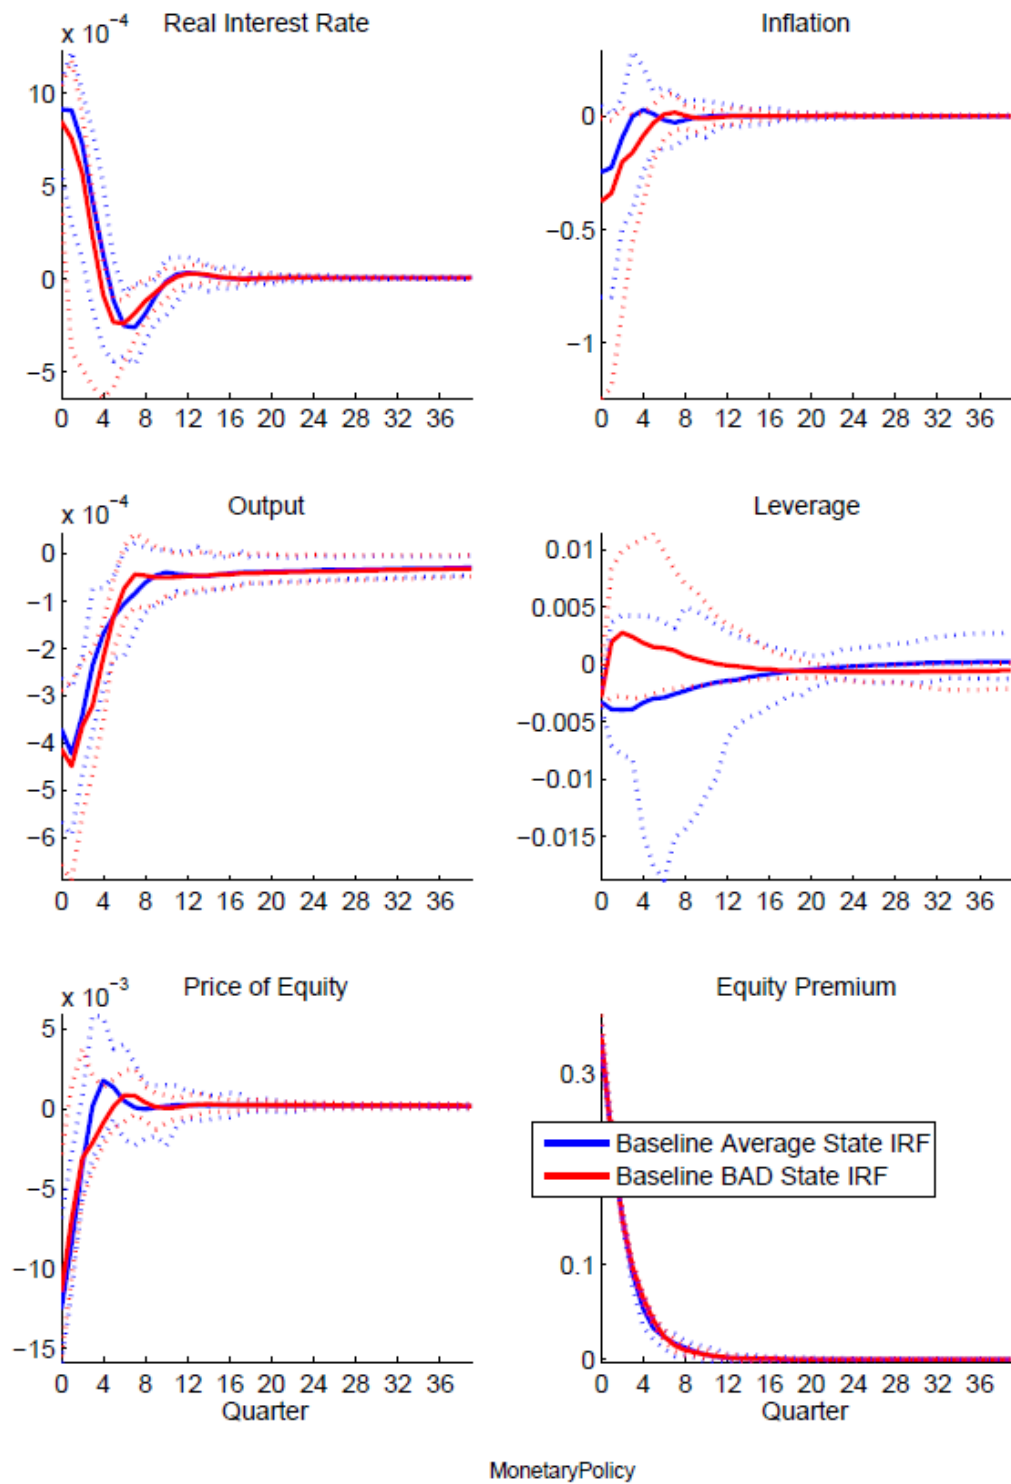 Real Interest Rate
x 10⁻⁴
10
5
0
−5
0 4 8 12 16 20 24 28 32 36
Inflation
0
−0.5
−1
0 4 8 12 16 20 24 28 32 36
Output
x 10⁻⁴
0
−1
−2
−3
−4
−5
−6
0 4 8 12 16 20 24 28 32 36
Leverage
0.01
0.005
0
−0.005
−0.01
−0.015
0 4 8 12 16 20 24 28 32 36
Price of Equity
x 10⁻³
5
0
−5
−10
−15
0 4 8 12 16 20 24 28 32 36
Quarter
Equity Premium
0.3
Baseline Average State IRF
Baseline BAD State IRF
0.1
0
0 4 8 12 16 20 24 28 32 36
Quarter
MonetaryPolicy